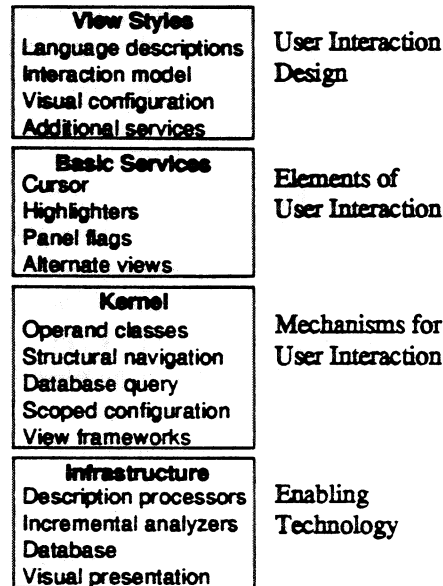 View Styles
Language descriptions
Interaction model
Visual configuration
Additional services
User Interaction
Design
Basic Services
Cursor
Highlighters
Panel flags
Alternate views
Elements of
User Interaction
Kernel
Operand classes
Structural navigation
Database query
Scoped configuration
View frameworks
Mechanisms for
User Interaction
Infrastructure
Description processors
Incremental analyzers
Database
Visual presentation
Enabling
Technology